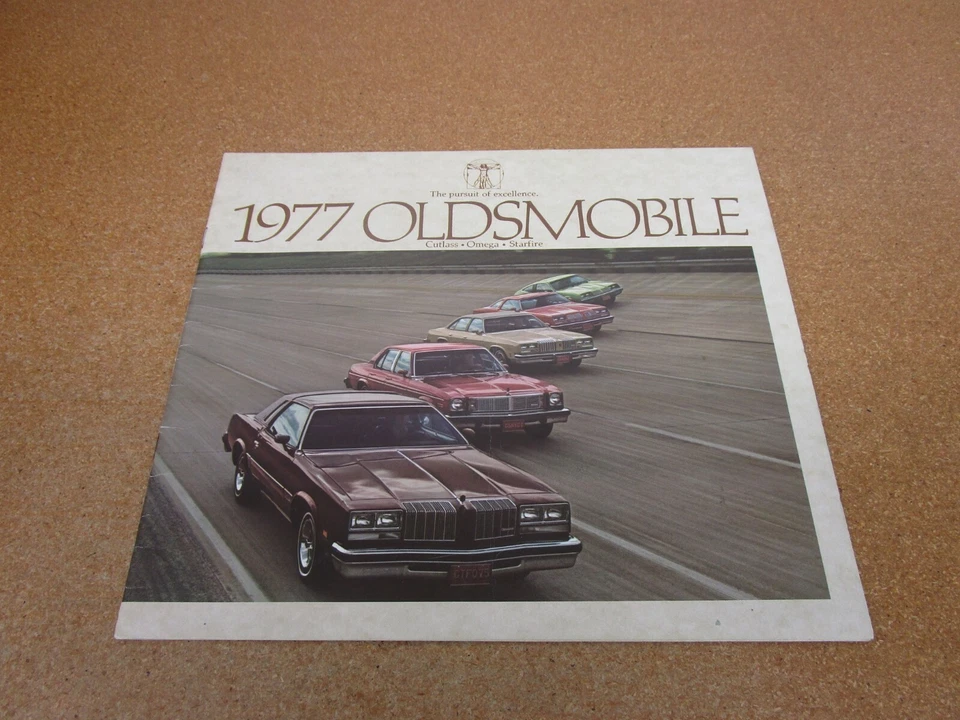 The pursuit of excellence.
1977 OLDSMOBILE
Cutlass • Omega • Starfire